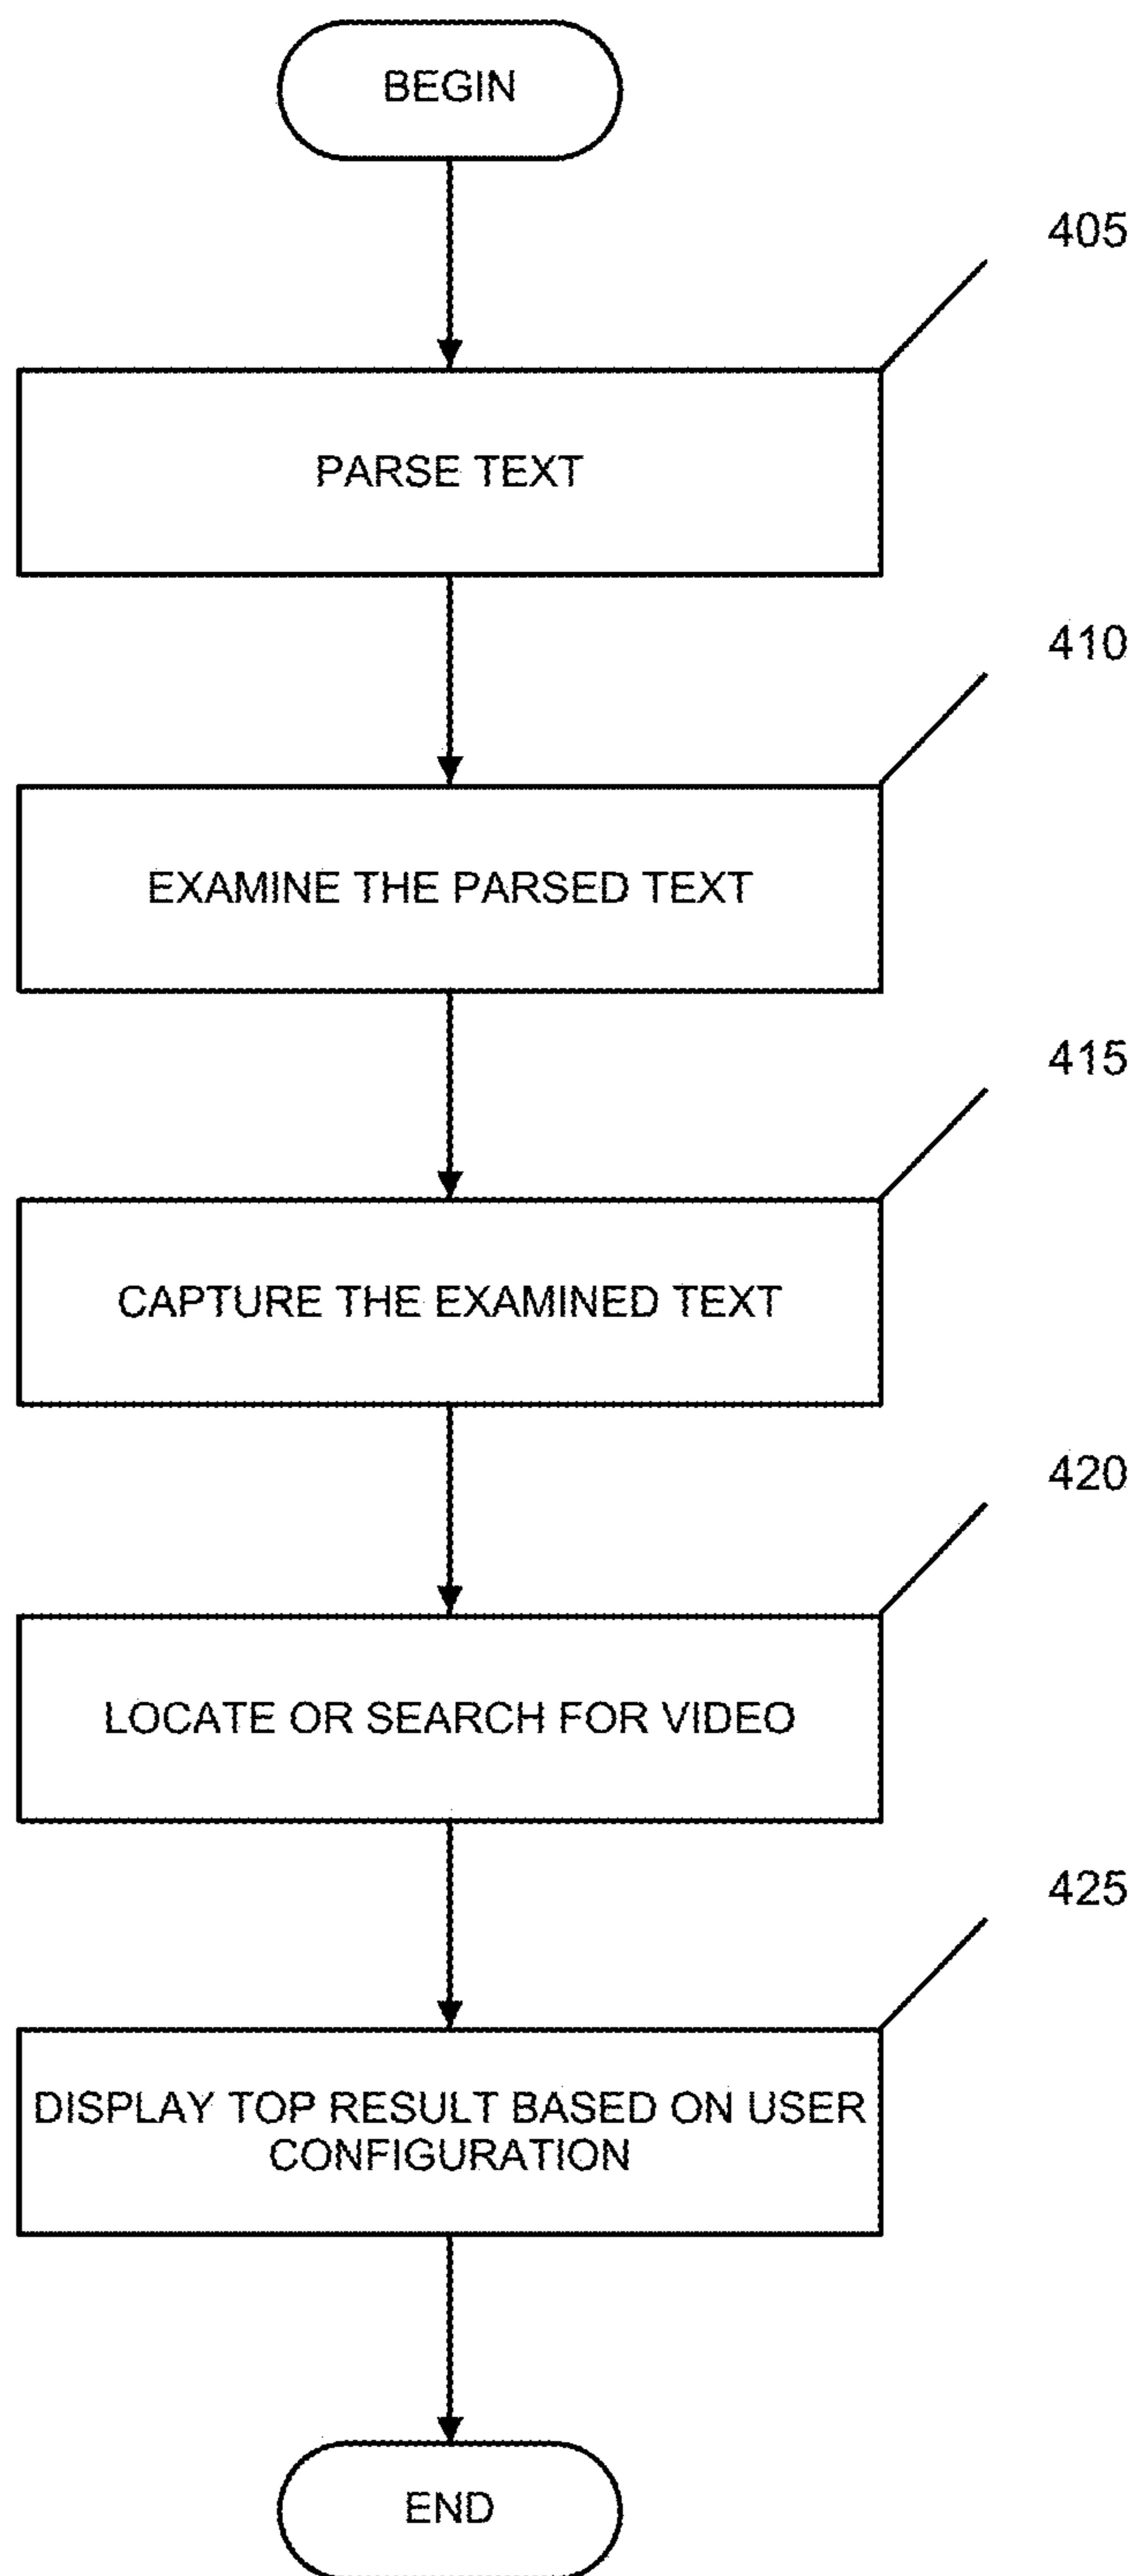 BEGIN
405
PARSE TEXT
410
EXAMINE THE PARSED TEXT
415
CAPTURE THE EXAMINED TEXT
420
LOCATE OR SEARCH FOR VIDEO
425
DISPLAY TOP RESULT BASED ON USER
CONFIGURATION
END